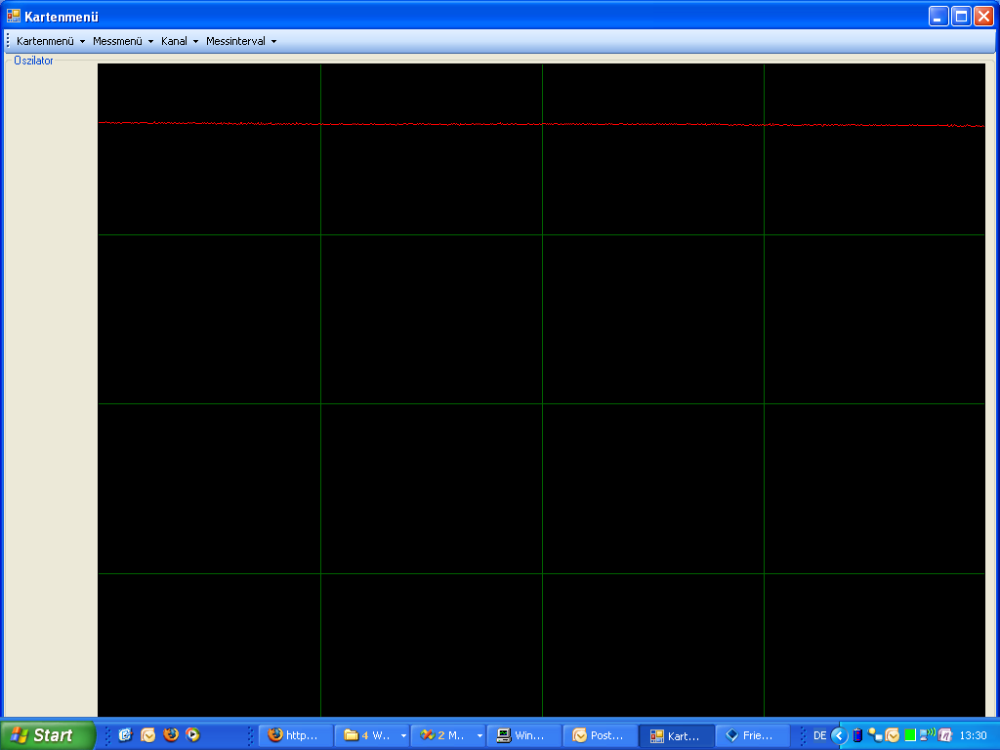 Kartenmenü
Kartenmenü Messmenü Kanal Messinterval
Oszilator
Start http... 4 W... 2 M... Win... Post... Kart... Frie... DE 13:30